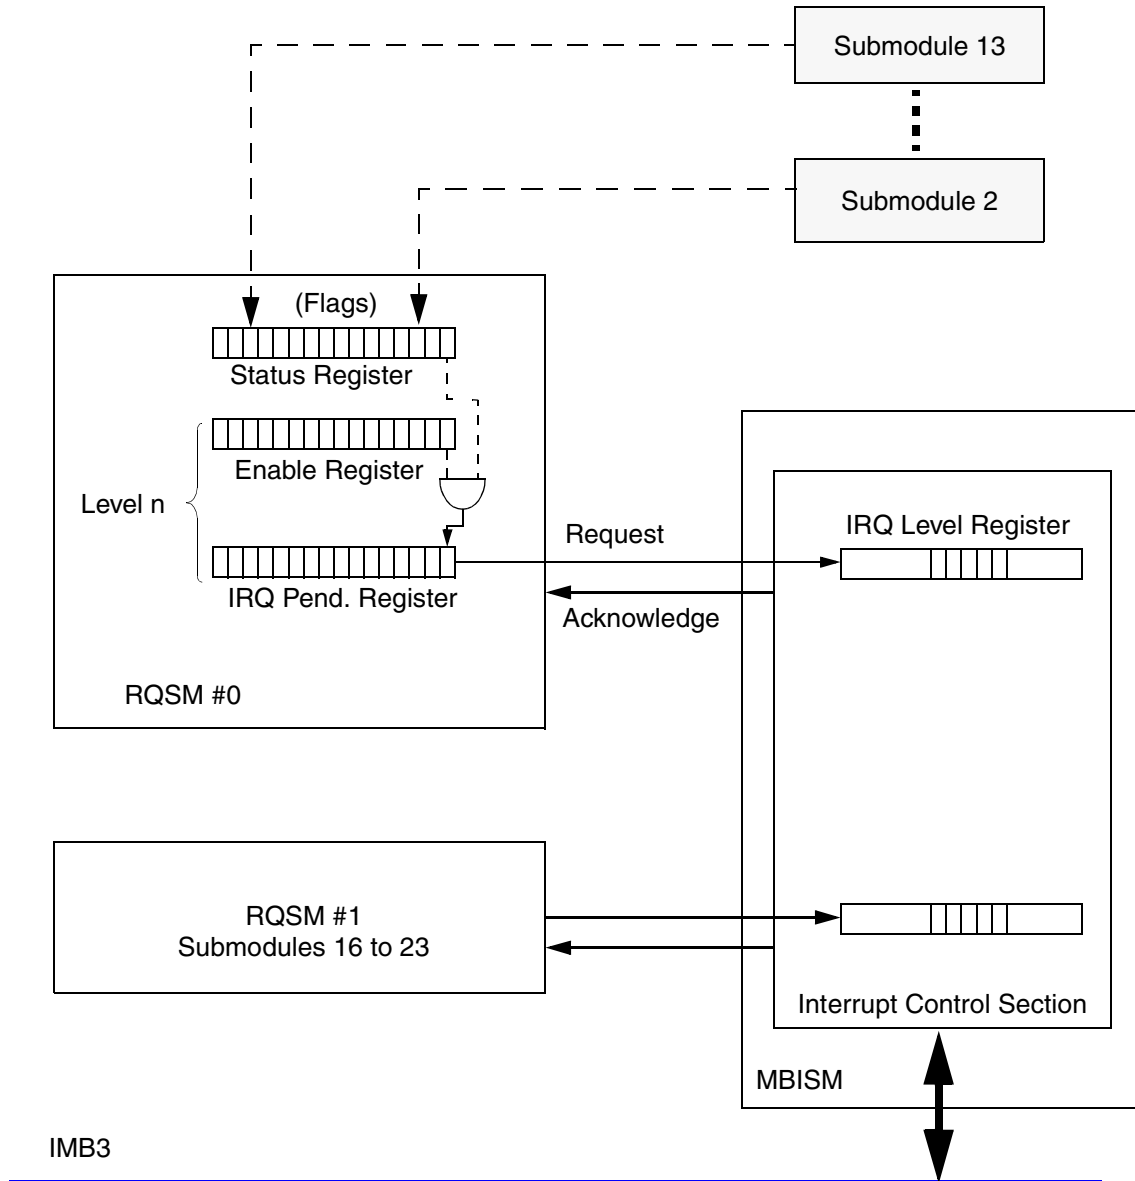 Submodule 13
Submodule 2
(Flags)
Status Register
Enable Register
Level n
IRQ Pend. Register
RQSM #0
Request
Acknowledge
IRQ Level Register
RQSM #1
Submodules 16 to 23
Interrupt Control Section
MBISM
IMB3